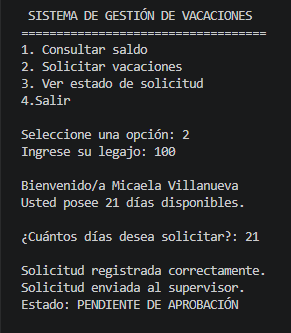 SISTEMA DE GESTIÓN DE VACACIONES
===================================
1. Consultar saldo
2. Solicitar vacaciones
3. Ver estado de solicitud
4.Salir
Seleccione una opción: 2
Ingrese su legajo: 100
Bienvenido/a Micaela Villanueva
Usted posee 21 días disponibles.
¿Cuántos días desea solicitar?: 21
Solicitud registrada correctamente.
Solicitud enviada al supervisor.
Estado: PENDIENTE DE APROBACIÓN